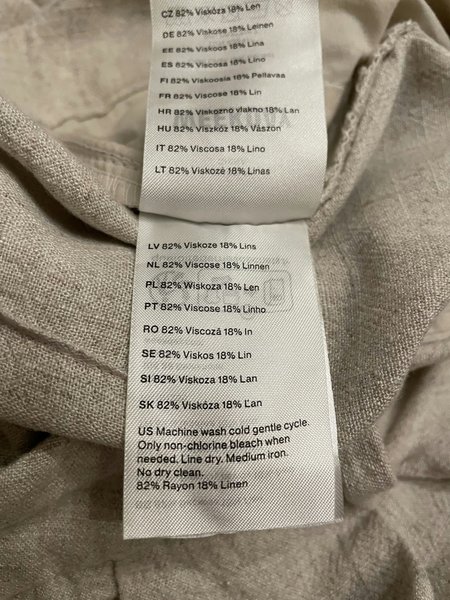 CZ 82% Viskóza 18% Len
DE 82% Viskose 18% Leinen
EE 82% Viskoos 18% Lina
ES 82% Viscosa 18% Lino
FI 82% Viskoosia 18% Pellavaa
FR 82% Viscose 18% Lin
HR 82% Viskozno vlakno 18% Lan
HU 82% Viszkóz 18% Vászon
IT 82% Viscosa 18% Lino
LT 82% Viskozė 18% Linas
LV 82% Viskoze 18% Lins
NL 82% Viscose 18% Linnen
PL 82% Wiskoza 18% Len
PT 82% Viscose 18% Linho
RO 82% Viscoză 18% In
SE 82% Viskos 18% Lin
SI 82% Viskoza 18% Lan
SK 82% Viskóza 18% Ľan
US Machine wash cold gentle cycle.
Only non-chlorine bleach when
needed. Line dry. Medium iron.
No dry clean.
82% Rayon 18% Linen